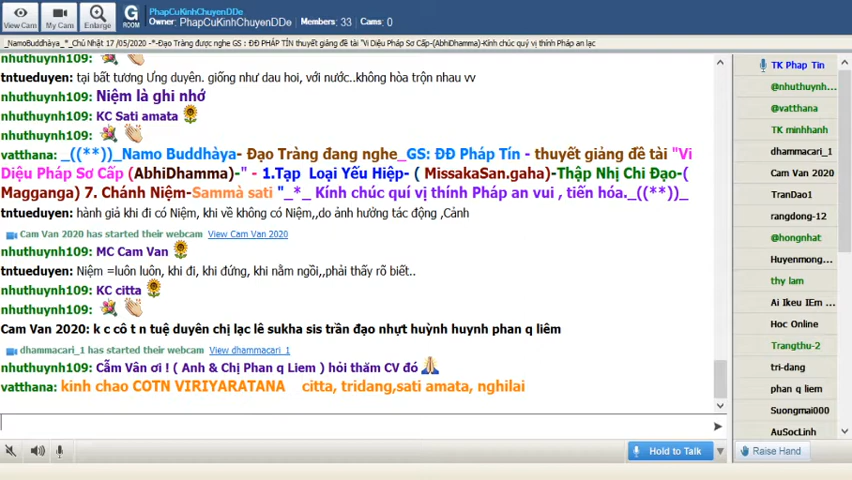 View Cam
My Cam
Enlarge
G
ROOM
PhapCuKinhChuyenDDe
Owner: PhapCuKinhChuyenDDe Members: 33 Cams: 0
_NamoBuddhàya_*_Chủ Nhật 17 /05/2020 -*-Đạo Tràng được nghe GS : ĐĐ PHÁP TÍN thuyết giảng đề tài "Vi Diệu Pháp Sơ Cấp-(AbhiDhamma)-Kính chúc quý vị thính Pháp an lạc
nhuthuynh109:
tntueduyen: tại bất tương Ưng duyên. giống như dau hoi, với nước..không hòa trộn nhau vv
nhuthuynh109: Niệm là ghi nhớ
nhuthuynh109: KC Sati amata
nhuthuynh109:
vatthana: _((**))_Namo Buddhàya- Đạo Tràng đang nghe_GS: ĐĐ Pháp Tín - thuyết giảng đề tài "Vi
Diệu Pháp Sơ Cấp (AbhiDhamma)-" - 1.Tạp Loại Yếu Hiệp- ( MissakaSan.gaha)-Thập Nhị Chi Đạo-(
Magganga) 7. Chánh Niệm-Sammà sati "_*_ Kính chúc quí vị thính Pháp an vui , tiến hóa._((**))_
tntueduyen: hành giả khi đi có Niệm, khi về không có Niệm,,do ảnh hưởng tác động ,Cảnh
Cam Van 2020 has started their webcam View Cam Van 2020
nhuthuynh109: MC Cam Van
tntueduyen: Niệm =luôn luôn, khi đi, khi đứng, khi nằm ngồi,,phải thấy rõ biết..
nhuthuynh109: KC citta
nhuthuynh109:
Cam Van 2020: k c cô t n tuệ duyên chị lạc lê sukha sis trần đạo nhựt huỳnh huynh phan q liêm
dhammacari_1 has started their webcam View dhammacari_1
nhuthuynh109: Cẩm Vân ơi ! ( Anh & Chị Phan q Liem ) hỏi thăm CV đó
vatthana: kinh chao COTN VIRIYARATANA citta, tridang,sati amata, nghilai
Hold to Talk
TK Phap Tin
@nhuthuynh...
@vatthana
TK minhhanh
dhammacari_1
Cam Van 2020
TranDao1
rangdong-12
@hongnhat
Huyenmong...
thy lam
Ai Ikeu IEm ...
Hoc Online
Trangthu-2
tri-dang
phan q liem
Suongmai000
AuSocLinh
Raise Hand